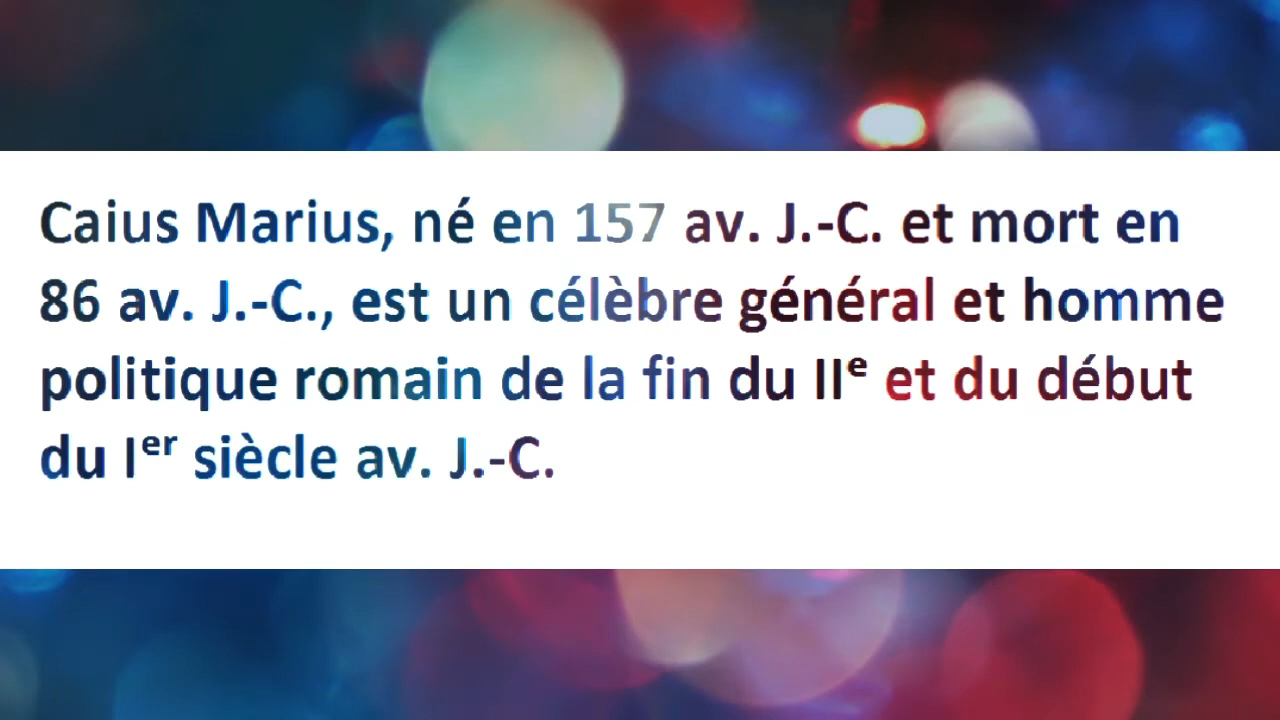 Caius Marius, né en 157 av. J.-C. et mort en
86 av. J.-C., est un célèbre général et homme
politique romain de la fin du IIᵉ et du début
du Iᵉʳ siècle av. J.-C.